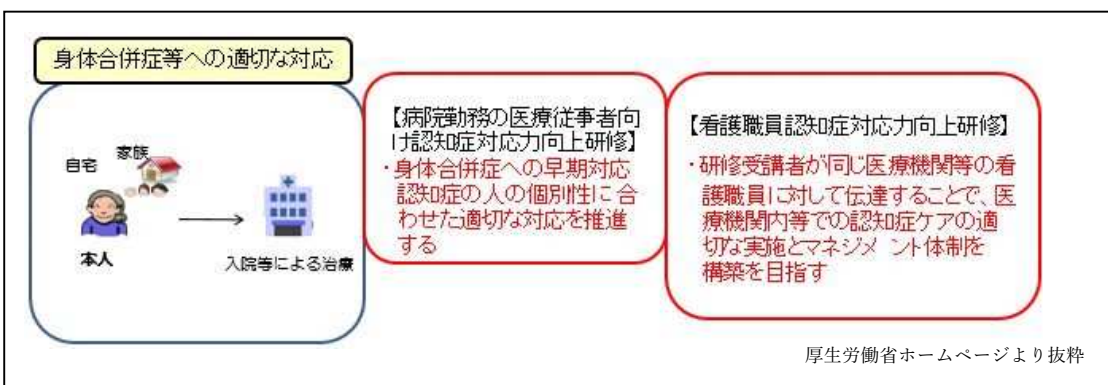 身体合併症等への適切な対応
自宅
家族
本人
入院等による治療
【病院勤務の医療従事者向
け認知症対応力向上研修】
・身体合併症への早期対応
認知症の人の個別性に合
わせた適切な対応を推進
する
【看護職員認知症対応力向上研修】
・研修受講者が同じ医療機関等の看
護職員に対して伝達することで、医
療機関内等での認知症ケアの適
切な実施とマネジメント体制を
構築を目指す
厚生労働省ホームページより抜粋